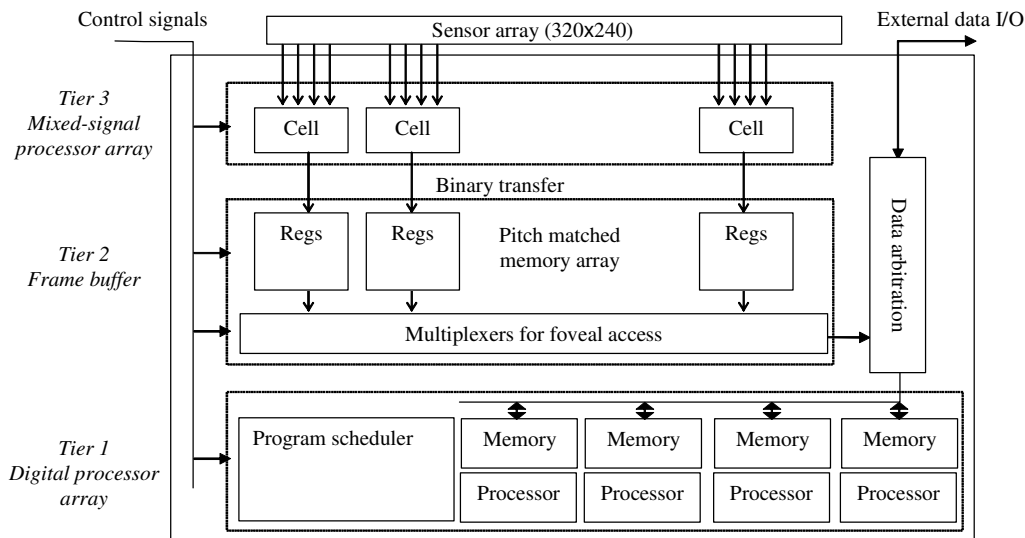 Control signals
Sensor array (320x240)
External data I/O
Tier 3
Mixed-signal
processor array
Cell
Cell
Cell
Binary transfer
Tier 2
Frame buffer
Regs
Regs
Pitch matched
memory array
Regs
Multiplexers for foveal access
Data arbitration
Tier 1
Digital processor
array
Program scheduler
Memory
Memory
Memory
Memory
Processor
Processor
Processor
Processor